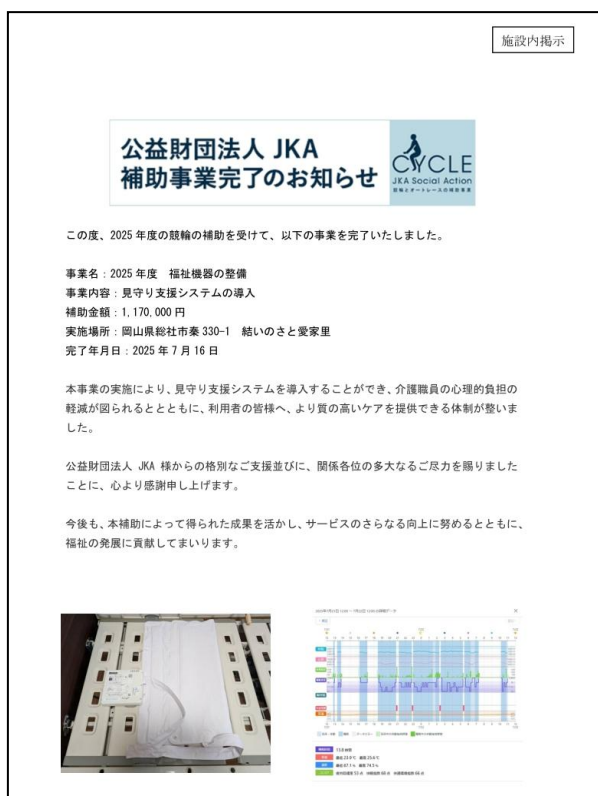 施設内掲示
公益財団法人 JKA
補助事業完了のお知らせ
CYCLE
JKA Social Action
競輪とオートレースの補助事業
この度、2025 年度の競輪の補助を受けて、以下の事業を完了いたしました。
事業名：2025 年度　福祉機器の整備
事業内容：見守り支援システムの導入
補助金額：1,170,000 円
実施場所：岡山県総社市秦 330-1　結いのさと愛家里
完了年月日：2025 年 7 月 16 日
本事業の実施により、見守り支援システムを導入することができ、介護職員の心理的負担の
軽減が図られるととともに、利用者の皆様へ、より質の高いケアを提供できる体制が整いま
した。
公益財団法人 JKA 様からの格別なご支援並びに、関係各位の多大なるご尽力を賜りました
ことに、心より感謝申し上げます。
今後も、本補助によって得られた成果を活かし、サービスのさらなる向上に努めるとともに、
福祉の発展に貢献してまいります。